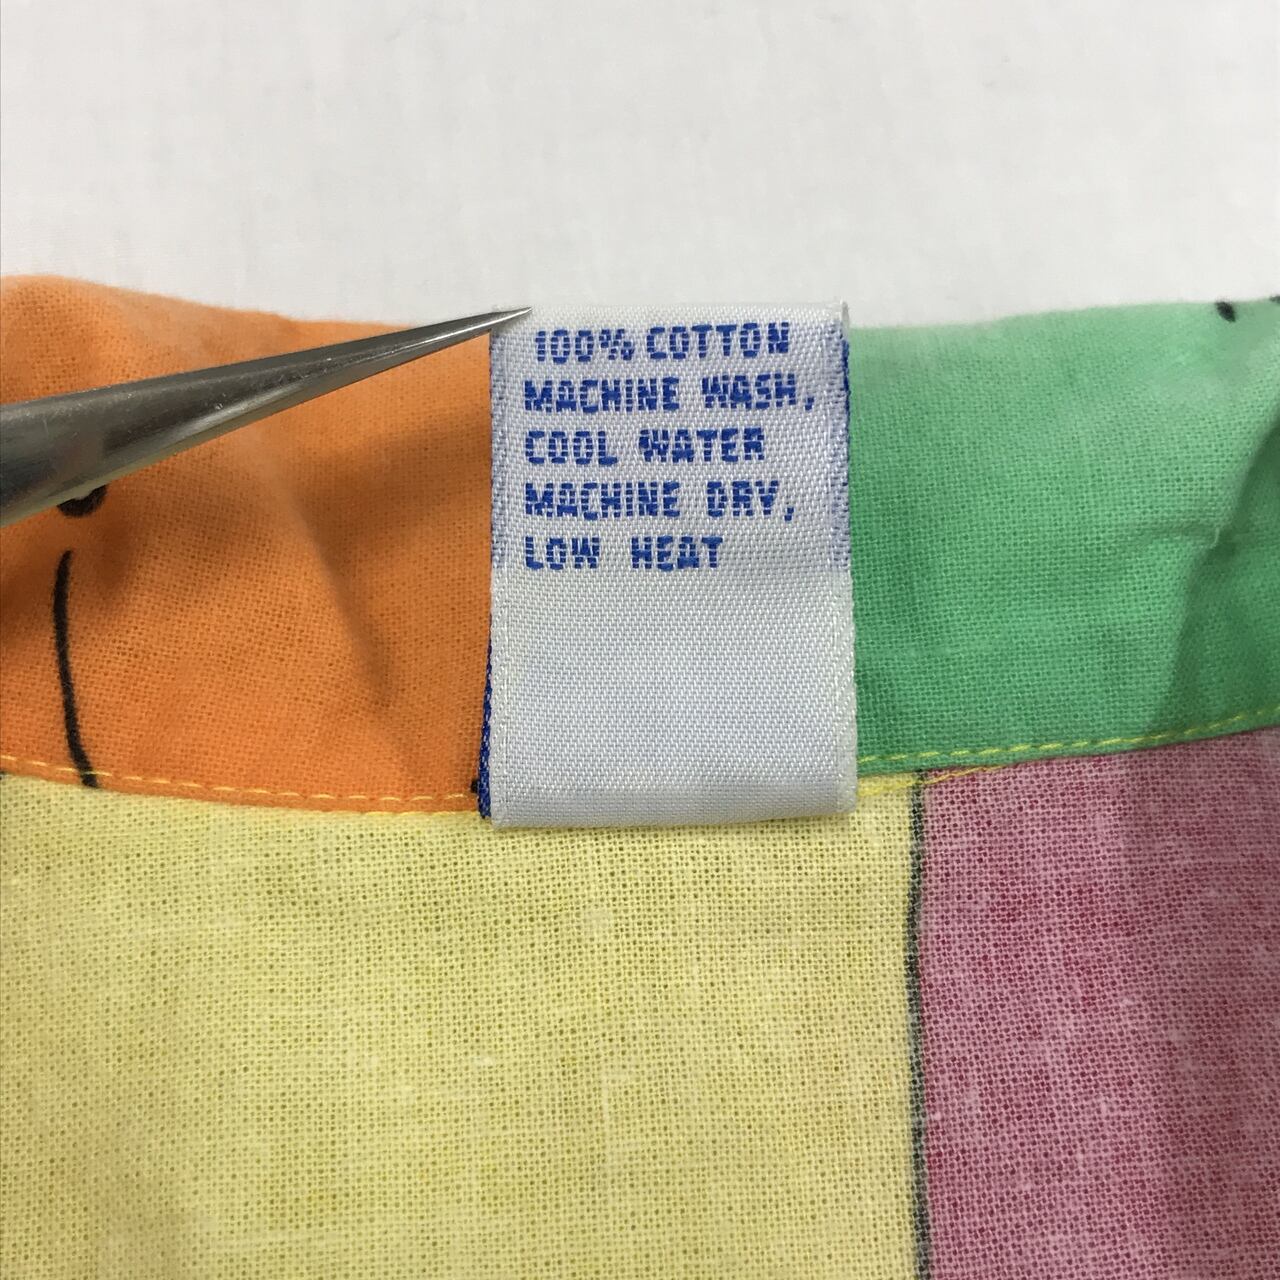 100% COTTON
MACHINE WASH,
COOL WATER
MACHINE DRY,
LOW HEAT